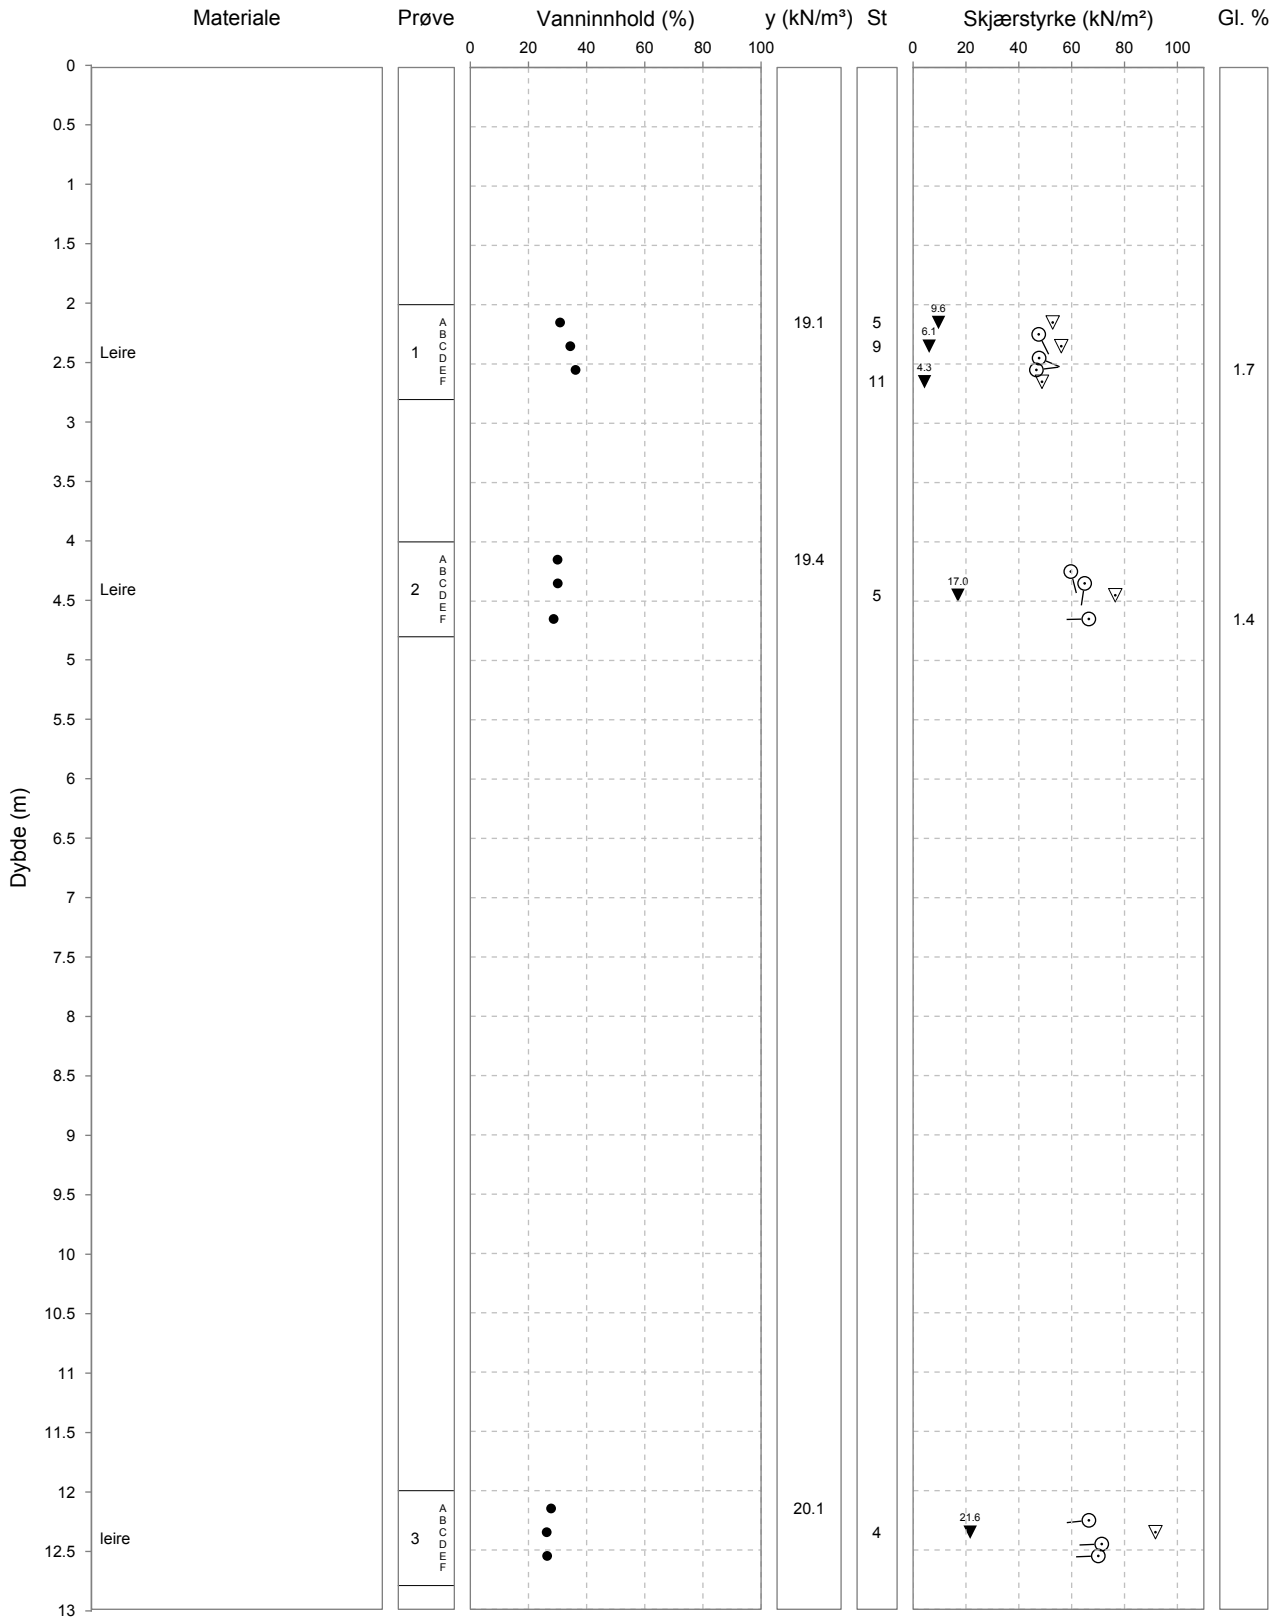 Materiale Prøve Vanninnhold (%) y (kN/m³) St Skjærstyrke (kN/m²) Gl. %
0 20 40 60 80 100 0 20 40 60 80 100
0
0.5
1
1.5
2
9.6
A 19.1 5
B 6.1
Leire 1 C 9
D
E 4.3 1.7
F 11
2.5
3
3.5
4
A 19.4
B
Leire 2 C 17.0
D 5
E
F 1.4
4.5
5
5.5
6
6.5
Dybde (m)
7
7.5
8
8.5
9
9.5
10
10.5
11
11.5
12
A 20.1
B 21.6
leire 3 C 4
D
E
F
12.5
13